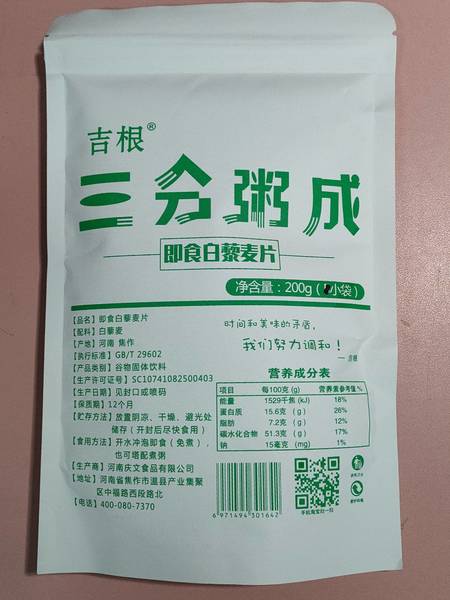 吉根®
三分粥成
即食白藜麦片
净含量：200g（小袋）
【品名】即食白藜麦片
【配料】白藜麦
【产地】河南 焦作
【执行标准】GB/T 29602
【产品类别】谷物固体饮料
【生产许可证号】SC10741082500403
【生产日期】见封口或喷码
【保质期】12个月
【贮存方法】放置阴凉、干燥、避光处
储存（开封后尽快食用）
【食用方法】开水冲泡即食（免煮），
也可搭配煮粥
【生产商】河南庆文食品有限公司
【地址】河南省焦作市温县产业集聚
区中福路西段路北
【电话】400-080-7370
时间和美味的矛盾，
我们努力调和！
—吉根
营养成分表
项目 每100克 (g) 营养素参考值%
能量 1529千焦 (kJ) 18%
蛋白质 15.6克 (g) 26%
脂肪 7.2克 (g) 12%
碳水化合物 51.3克 (g) 17%
钠 15毫克 (mg) 1%
6 971494 301642
手机淘宝扫一扫